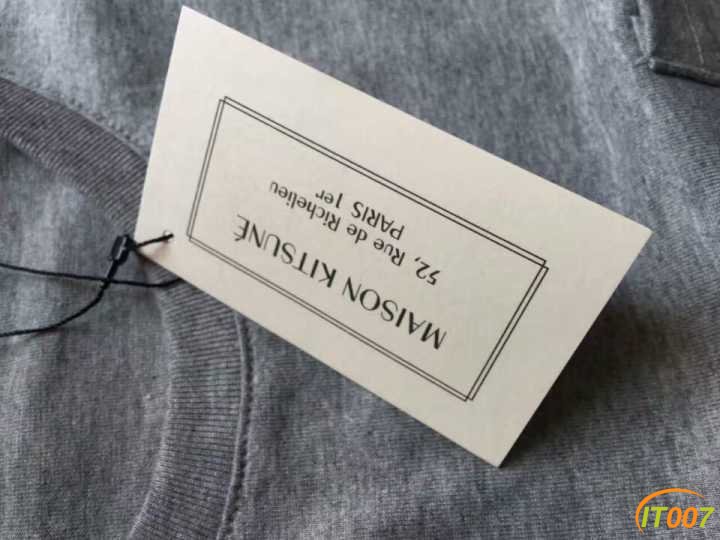 MAISON KITSUNÉ
52, Rue de Richelieu
PARIS 1er
IT007